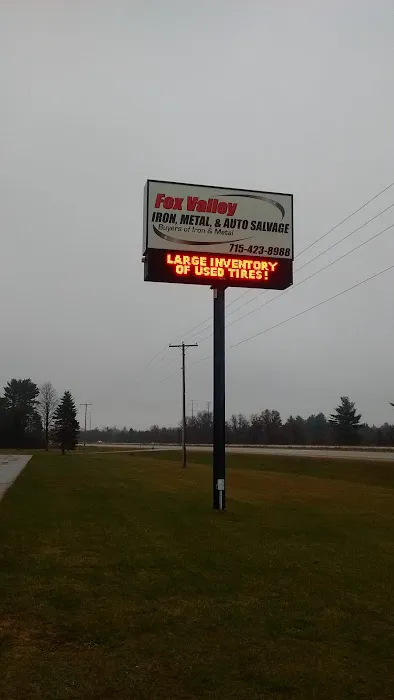 Fox Valley
IRON, METAL, & AUTO SALVAGE
Buyers of Iron & Metal
715-423-8988
LARGE INVENTORY
OF USED TIRES!